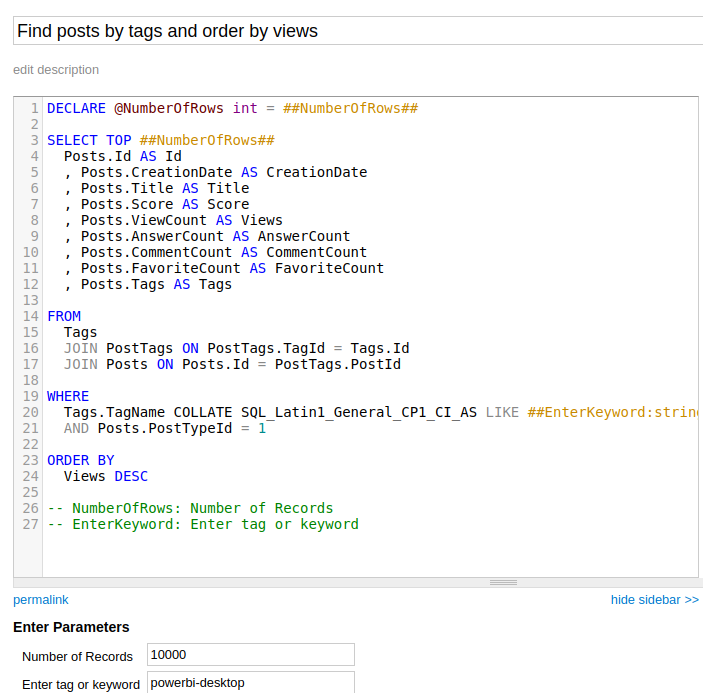 Find posts by tags and order by views
edit description
1 DECLARE @NumberOfRows int = ##NumberOfRows##
2
3 SELECT TOP ##NumberOfRows##
4 Posts.Id AS Id
5 , Posts.CreationDate AS CreationDate
6 , Posts.Title AS Title
7 , Posts.Score AS Score
8 , Posts.ViewCount AS Views
9 , Posts.AnswerCount AS AnswerCount
10 , Posts.CommentCount AS CommentCount
11 , Posts.FavoriteCount AS FavoriteCount
12 , Posts.Tags AS Tags
13
14 FROM
15 Tags
16 JOIN PostTags ON PostTags.TagId = Tags.Id
17 JOIN Posts ON Posts.Id = PostTags.PostId
18
19 WHERE
20 Tags.TagName COLLATE SQL_Latin1_General_CP1_CI_AS LIKE ##EnterKeyword:strin
21 AND Posts.PostTypeId = 1
22
23 ORDER BY
24 Views DESC
25
26 -- NumberOfRows: Number of Records
27 -- EnterKeyword: Enter tag or keyword
permalink hide sidebar >>
Enter Parameters
Number of Records 10000
Enter tag or keyword powerbi-desktop